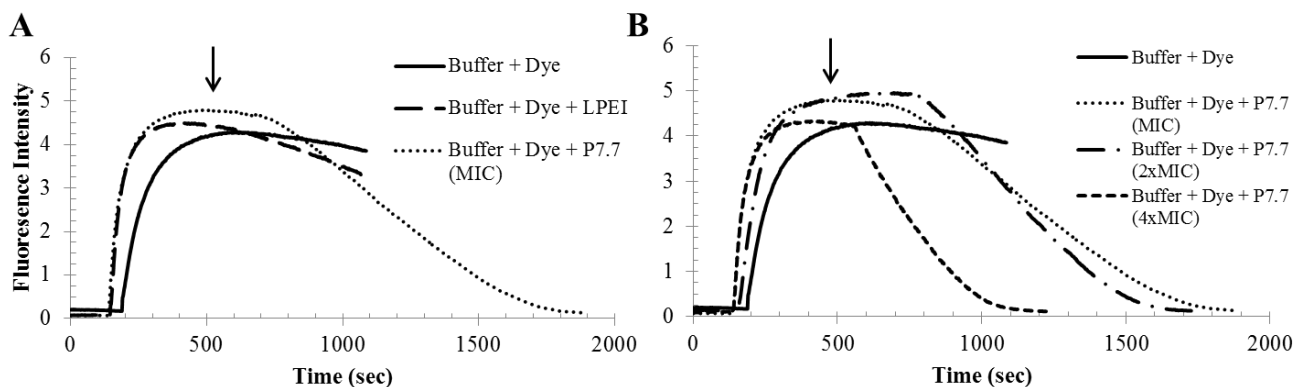 A
6
5
4
3
2
1
0
Fluoresence Intensity
0
500
1000
1500
2000
Time (sec)
Buffer + Dye
Buffer + Dye + LPEI
Buffer + Dye + P7.7
(MIC)
B
6
5
4
3
2
1
0
0
500
1000
1500
2000
Time (sec)
Buffer + Dye
Buffer + Dye + P7.7
(MIC)
Buffer + Dye + P7.7
(2xMIC)
Buffer + Dye + P7.7
(4xMIC)